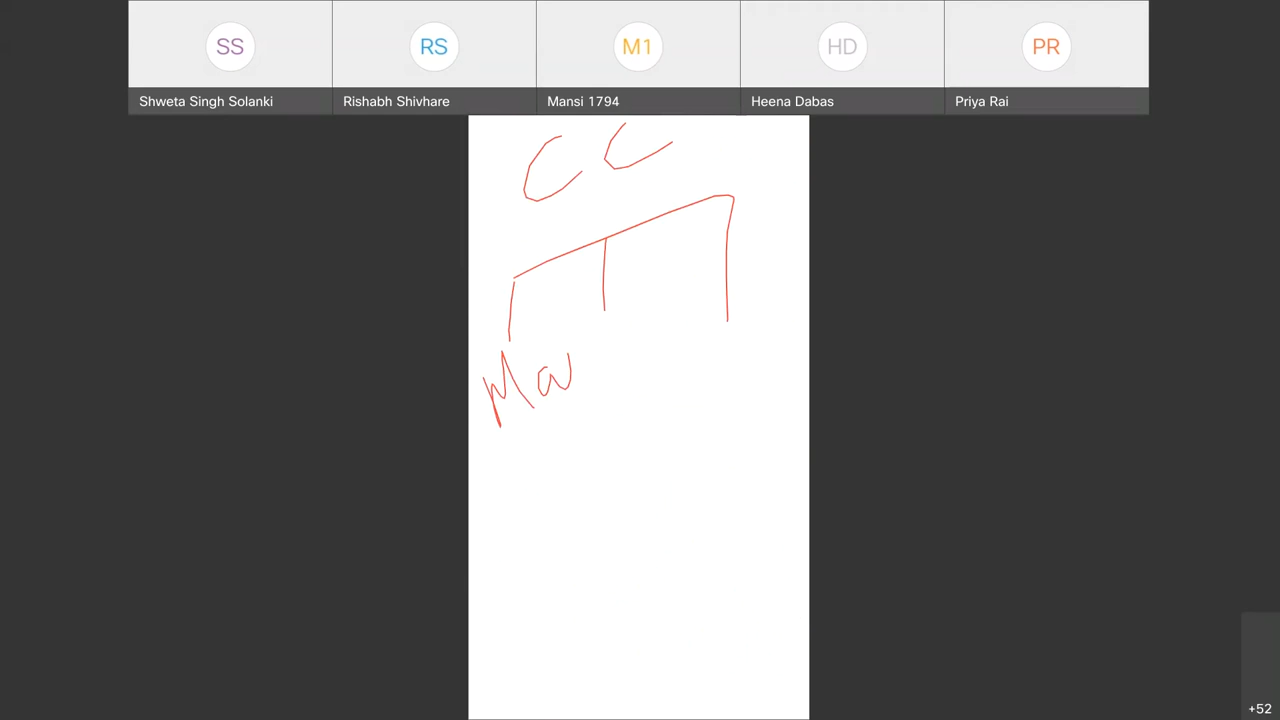 SS RS M1 HD PR
Shweta Singh Solanki Rishabh Shivhare Mansi 1794 Heena Dabas Priya Rai
CC
Ma
+52